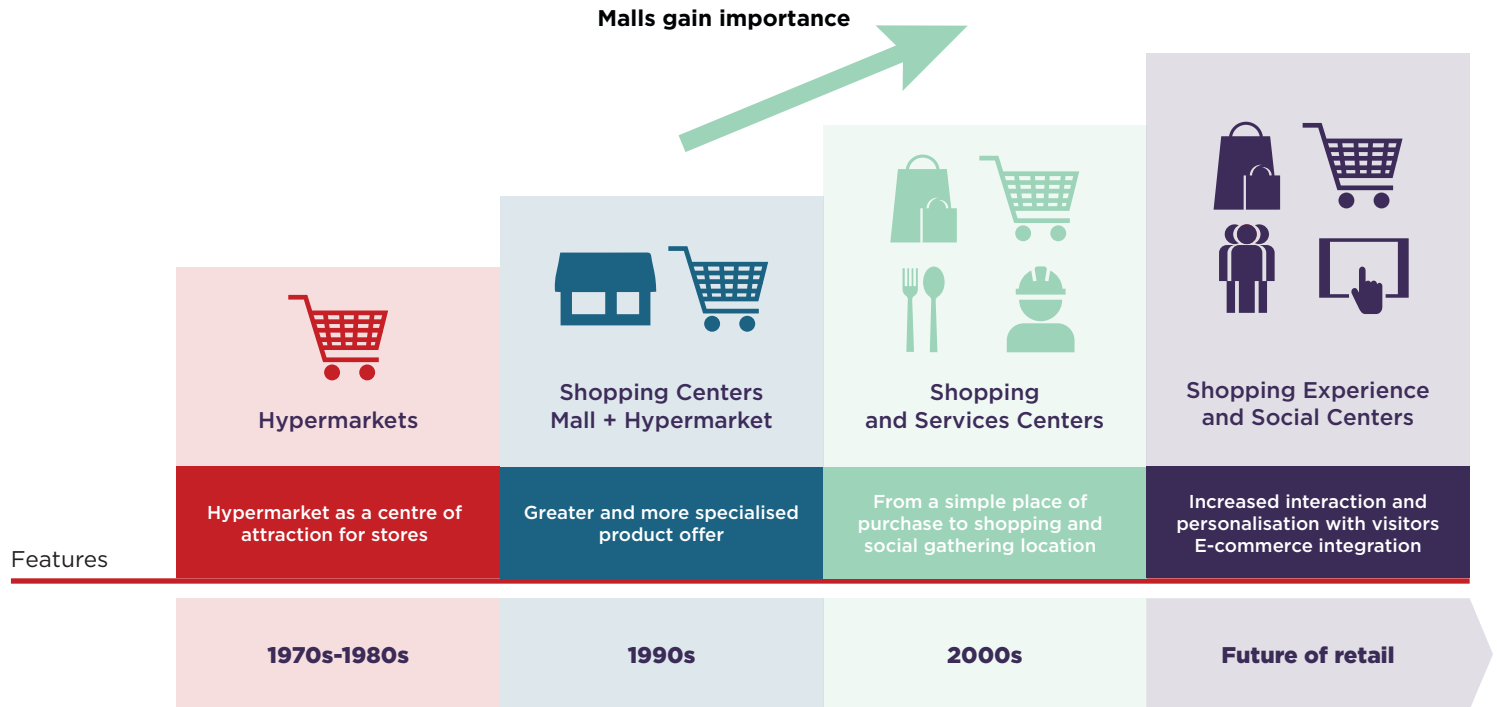 Malls gain importance
Hypermarkets
Shopping Centers
Mall + Hypermarket
Shopping
and Services Centers
Shopping Experience
and Social Centers
Features
Hypermarket as a centre of
attraction for stores
Greater and more specialised
product offer
From a simple place of
purchase to shopping and
social gathering location
Increased interaction and
personalisation with visitors
E-commerce integration
1970s-1980s
1990s
2000s
Future of retail